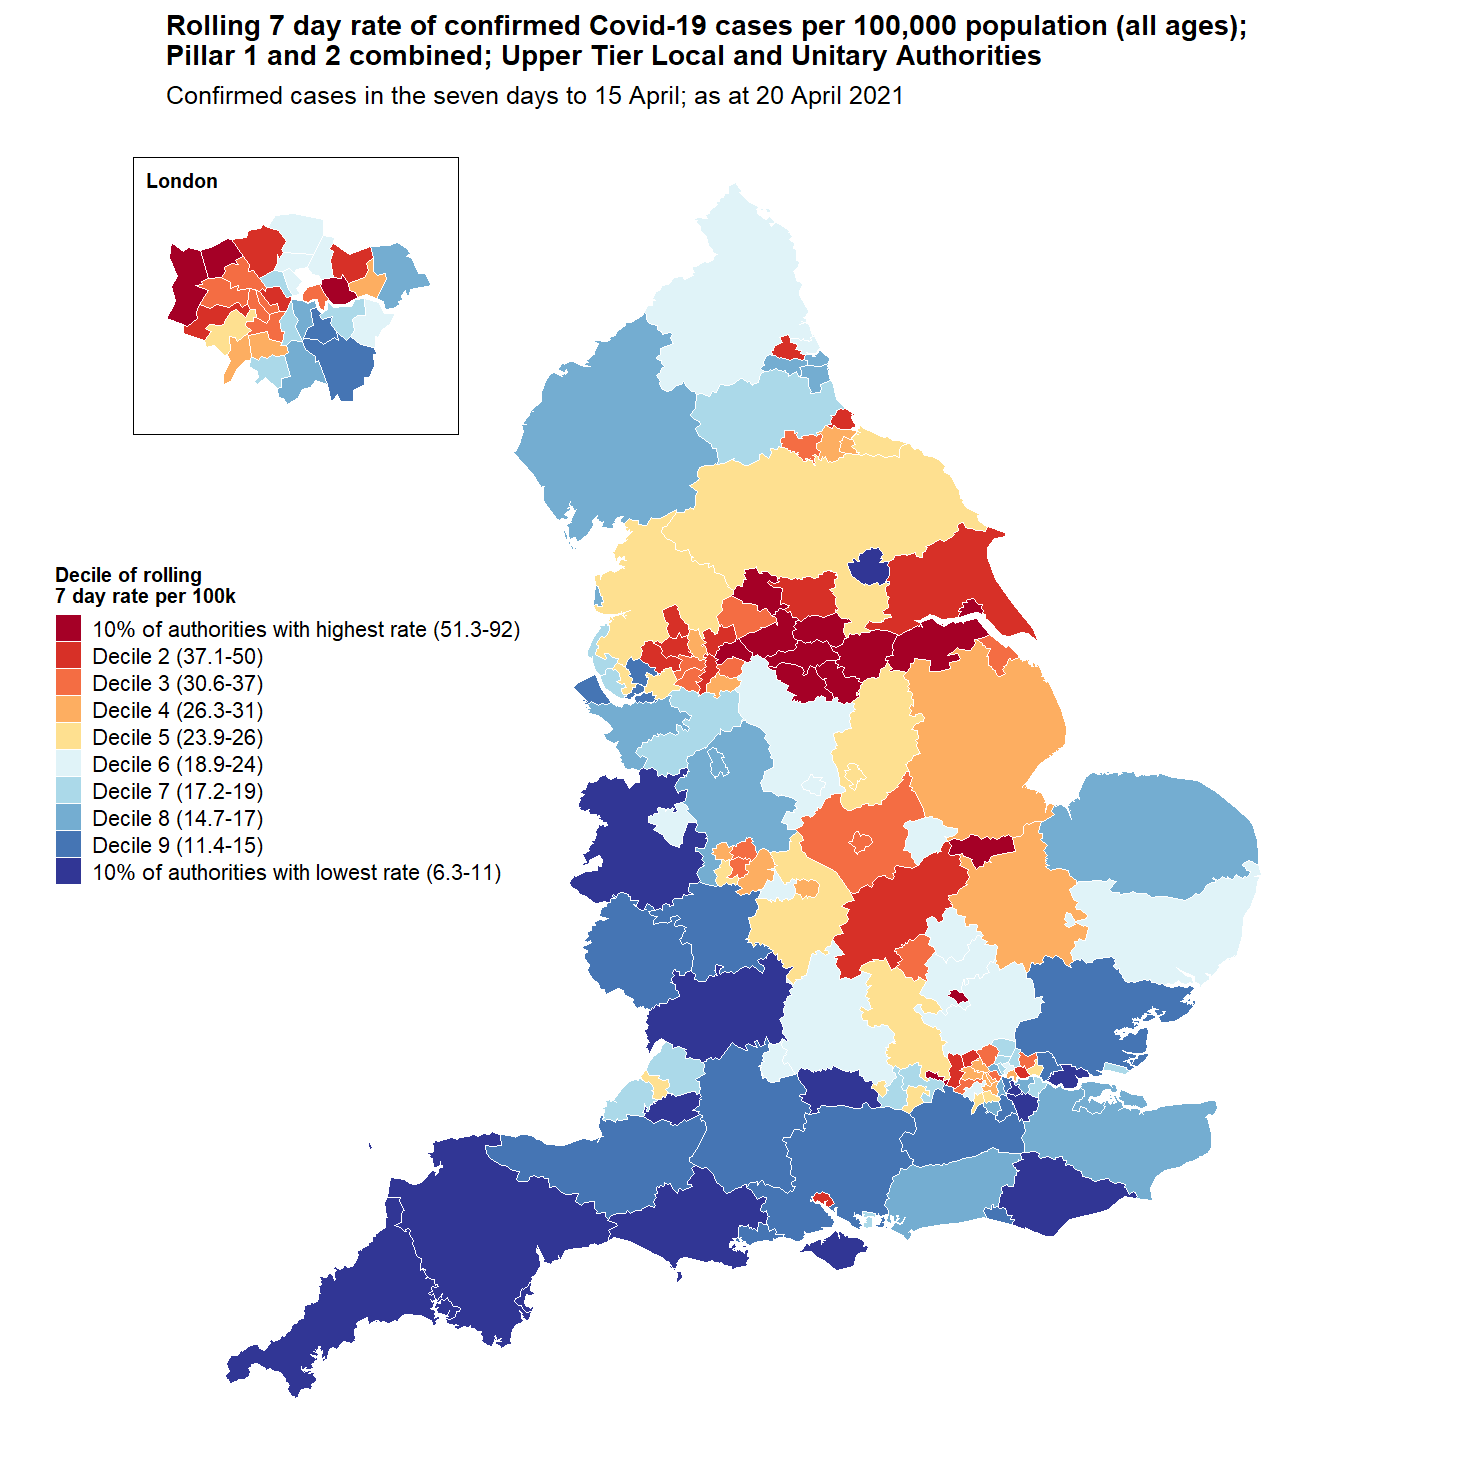 Rolling 7 day rate of confirmed Covid-19 cases per 100,000 population (all ages);
Pillar 1 and 2 combined; Upper Tier Local and Unitary Authorities
Confirmed cases in the seven days to 15 April; as at 20 April 2021
London
Decile of rolling
7 day rate per 100k
10% of authorities with highest rate (51.3-92)
Decile 2 (37.1-50)
Decile 3 (30.6-37)
Decile 4 (26.3-31)
Decile 5 (23.9-26)
Decile 6 (18.9-24)
Decile 7 (17.2-19)
Decile 8 (14.7-17)
Decile 9 (11.4-15)
10% of authorities with lowest rate (6.3-11)